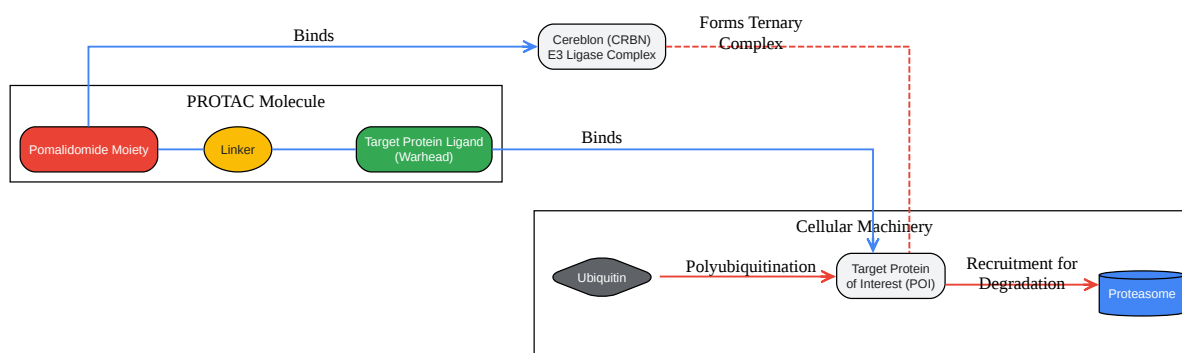 Forms Ternary
Complex
Binds
Cereblon (CRBN)
E3 Ligase Complex
PROTAC Molecule
Pomalidomide Moiety
Linker
Target Protein Ligand
(Warhead)
Binds
Cellular Machinery
Ubiquitin
Polyubiquitination
Target Protein
of Interest (POI)
Recruitment for
Degradation
Proteasome